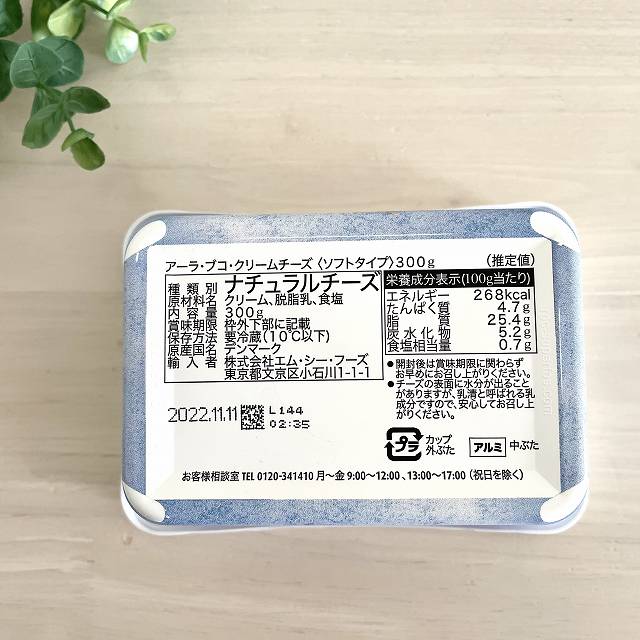 アーラ・ブコ・クリームチーズ〈ソフトタイプ〉300g
種類別 ナチュラルチーズ
原材料名 クリーム、脱脂乳、食塩
内容量 300g
賞味期限 枠外下部に記載
保存方法 要冷蔵(10℃以下)
原産国名 デンマーク
輸入者 株式会社エム・シー・フーズ
東京都文京区小石川1-1-1
(推定値)
栄養成分表示(100g当たり)
エネルギー 268kcal
たんぱく質 4.7g
脂質 25.4g
炭水化物 5.2g
食塩相当量 0.7g
●開封後は賞味期限に関わらず
お早めにお召し上がりください。
●チーズの表面に水分が出ること
がありますが、乳清と呼ばれる乳
成分ですので、安心してお召し上
がりください。
2022.11.11
L144
02:35
プラ
カップ
外ぶた
アルミ 中ぶた
お客様相談室 TEL 0120-341410 月〜金 9:00〜12:00、13:00〜17:00(祝日を除く)